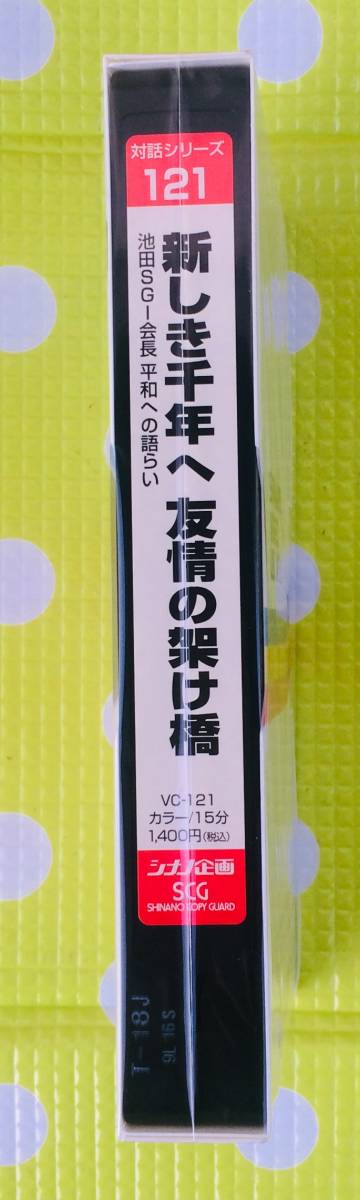 対話シリーズ
121
新しき千年へ 友情の架け橋
池田SGI会長 平和への語らい
VC-121
カラー/15分
1,400円(税込)
シナノ企画
SCG
SHINANO COPY GUARD
T-18J
9L 16S